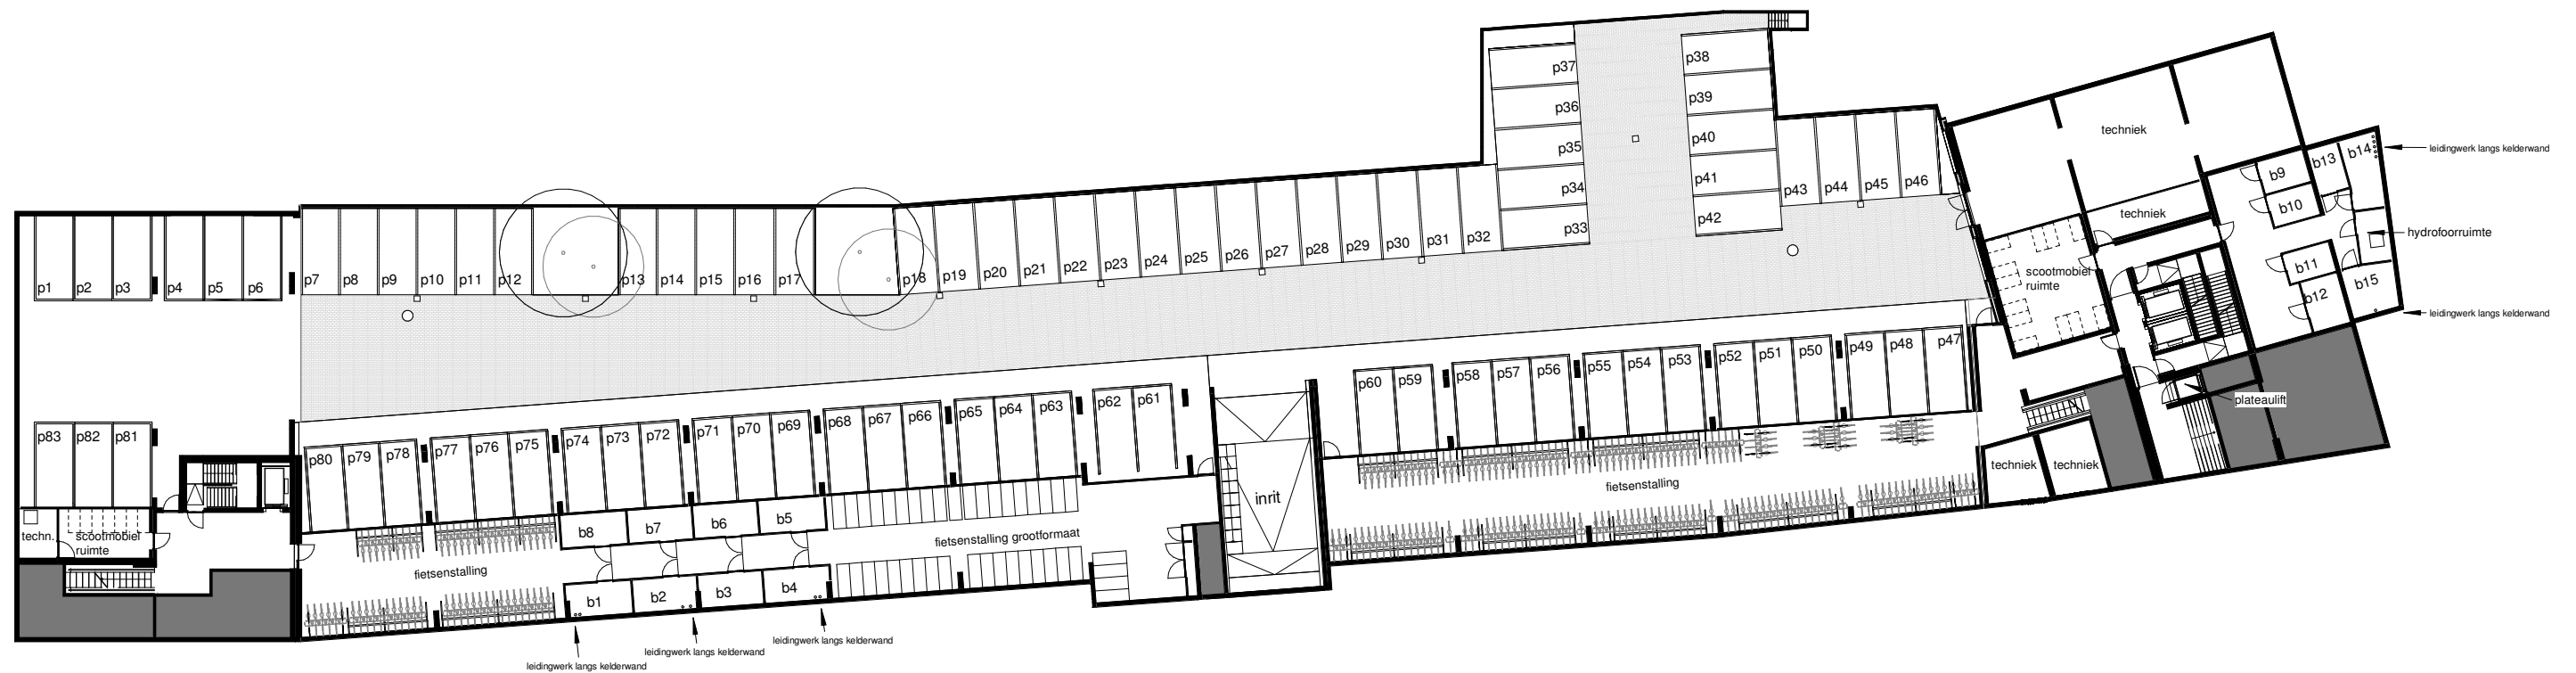 p37
p38
p36
p39
p35
p40
p34
p41
p33
p42
p43
p44
p45
p46
techniek
techniek
b9
b10
b13
b14
leidingwerk langs kelderwand
hydrofoorruimte
b11
b12
b15
leidingwerk langs kelderwand
scootmobiel
ruimte
plateaulift
p1
p2
p3
p4
p5
p6
p7
p8
p9
p10
p11
p12
p13
p14
p15
p16
p17
p18
p19
p20
p21
p22
p23
p24
p25
p26
p27
p28
p29
p30
p31
p32
p83
p82
p81
p80
p79
p78
p77
p76
p75
p74
p73
p72
p71
p70
p69
p68
p67
p66
p65
p64
p63
p62
p61
p60
p59
p58
p57
p56
p55
p54
p53
p52
p51
p50
p49
p48
p47
techn.
scootmobiel
ruimte
fietsenstalling
b8
b7
b6
b5
fietsenstalling grootformaat
inrit
fietsenstalling
techniek
techniek
b1
b2
b3
b4
leidingwerk langs kelderwand
leidingwerk langs kelderwand
leidingwerk langs kelderwand